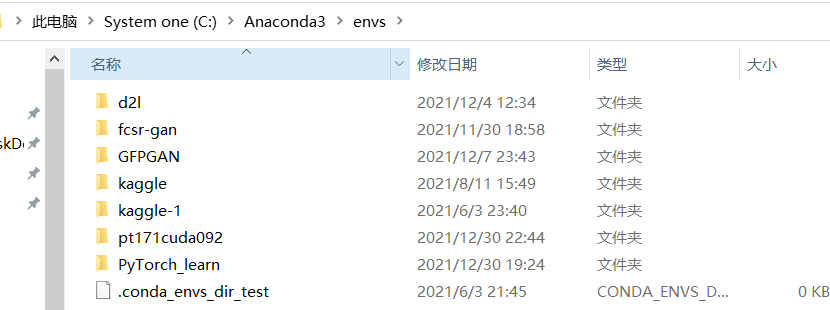 此电脑 > System one (C:) > Anaconda3 > envs >
名称 修改日期 类型 大小
d2l 2021/12/4 12:34 文件夹
fcsr-gan 2021/11/30 18:58 文件夹
GFPGAN 2021/12/7 23:43 文件夹
kaggle 2021/8/11 15:49 文件夹
kaggle-1 2021/6/3 23:40 文件夹
pt171cuda092 2021/12/30 22:44 文件夹
PyTorch_learn 2021/12/30 19:24 文件夹
.conda_envs_dir_test 2021/6/3 21:45 CONDA_ENVS_D... 0 KB